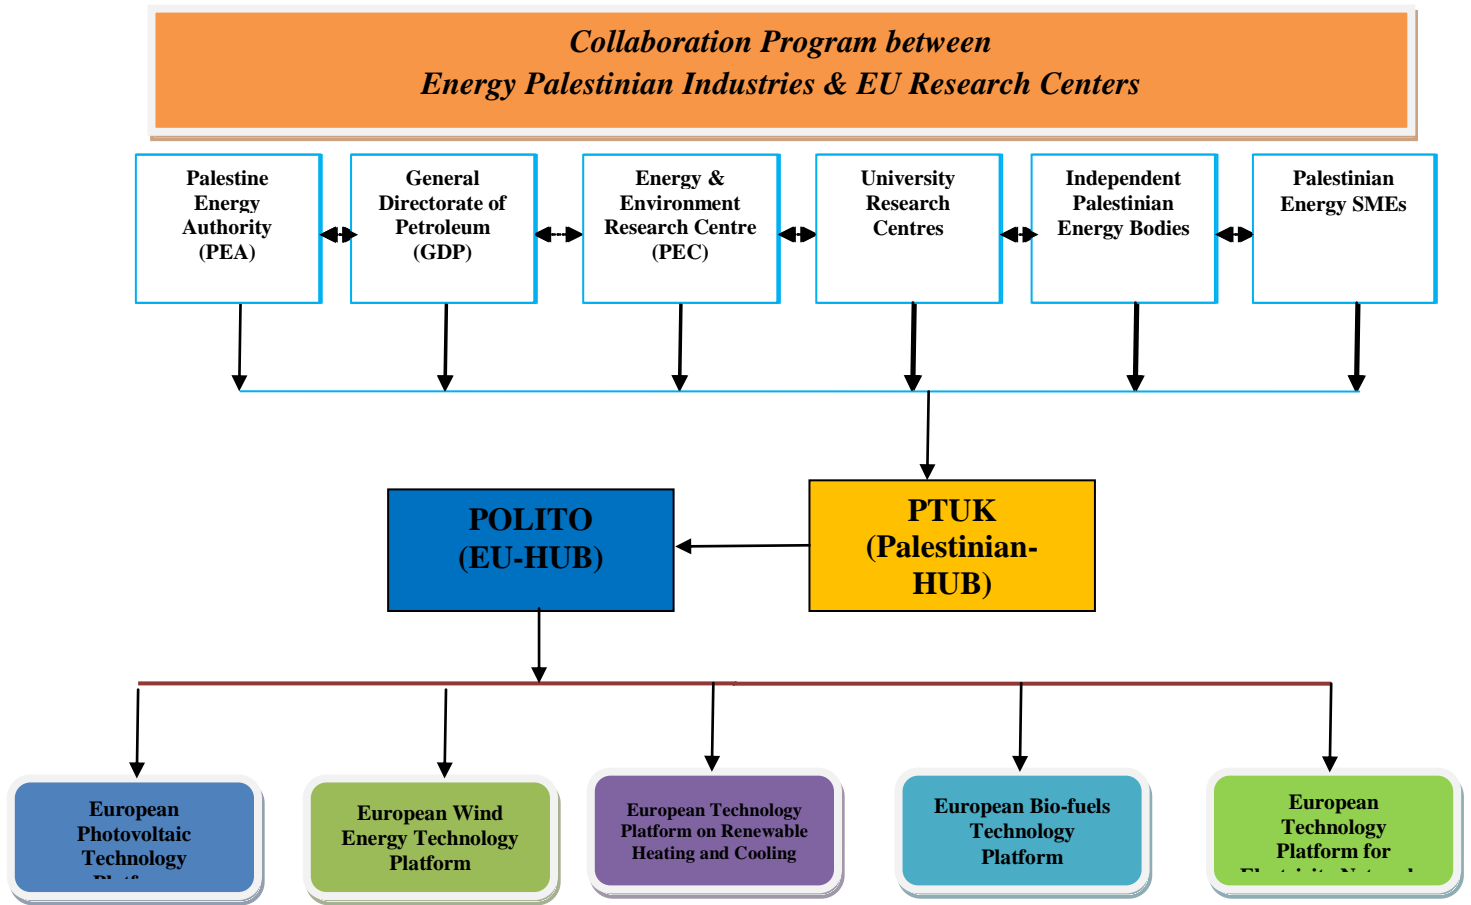 Collaboration Program between
Energy Palestinian Industries & EU Research Centers
Palestine
Energy
Authority
(PEA)
General
Directorate of
Petroleum
(GDP)
Energy &
Environment
Research Centre
(PEC)
University
Research
Centres
Independent
Palestinian
Energy Bodies
Palestinian
Energy SMEs
POLITO
(EU-HUB)
PTUK
(Palestinian-
HUB)
European
Photovoltaic
Technology
Platform
European Wind
Energy Technology
Platform
European Technology
Platform on Renewable
Heating and Cooling
European Bio-fuels
Technology
Platform
European
Technology
Platform for
Electricity Network